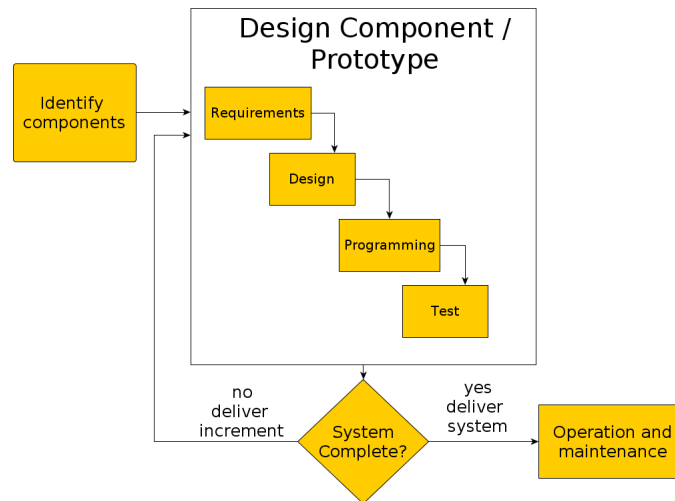 Design Component /
Prototype
Identify
components
Requirements
Design
Programming
Test
no
deliver
increment
System
Complete?
yes
deliver
system
Operation and
maintenance